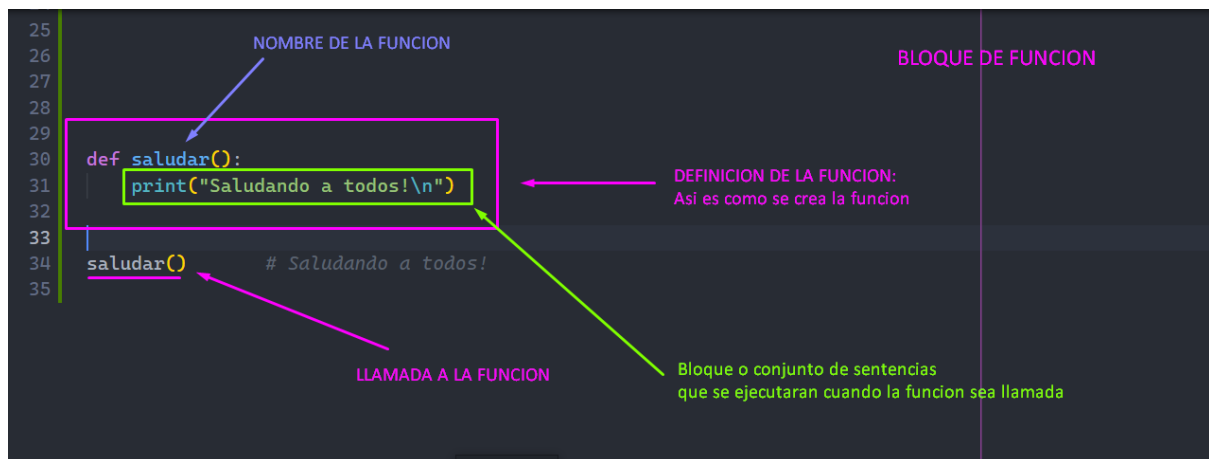 25
NOMBRE DE LA FUNCION
26
BLOQUE DE FUNCION
27
28
29
30 def saludar():
31 print("Saludando a todos!\n")
DEFINICION DE LA FUNCION:
Asi es como se crea la funcion
32
33
34 saludar() # Saludando a todos!
35
LLAMADA A LA FUNCION
Bloque o conjunto de sentencias
que se ejecutaran cuando la funcion sea llamada